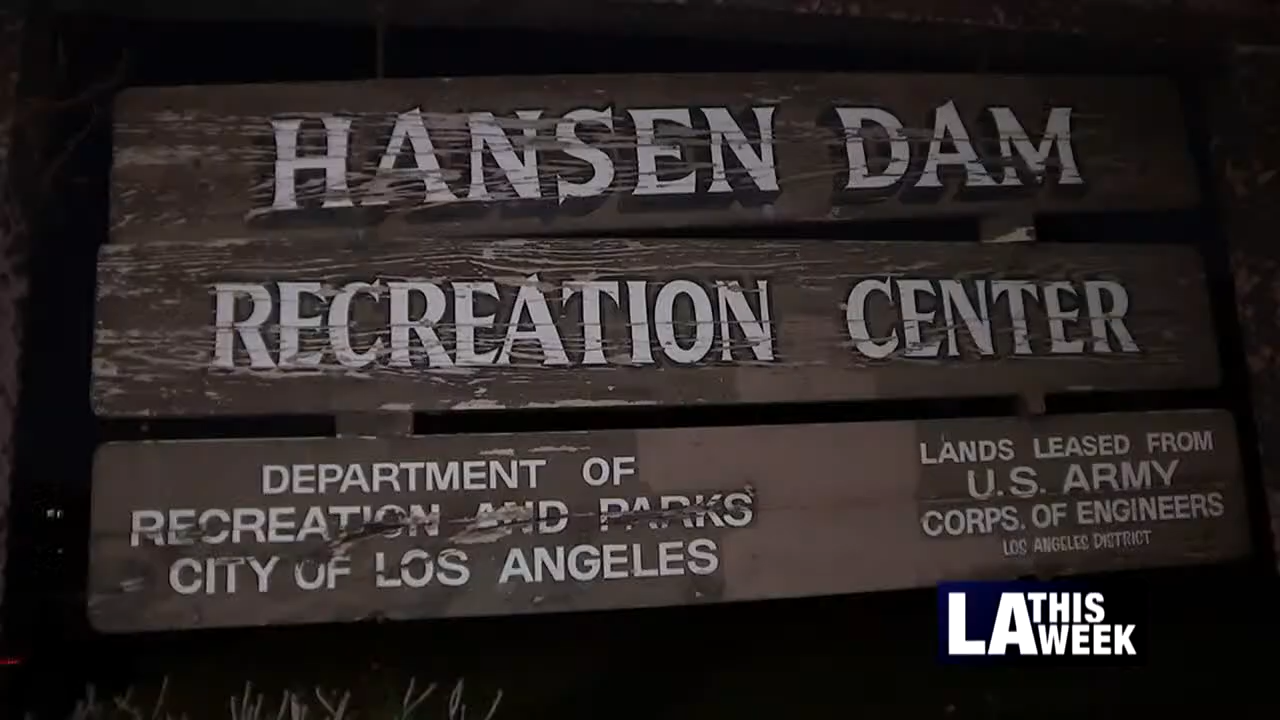 HANSEN DAM
RECREATION CENTER
DEPARTMENT OF
RECREATION AND PARKS
CITY OF LOS ANGELES
LANDS LEASED FROM
U.S. ARMY
CORPS. OF ENGINEERS
LOS ANGELES DISTRICT
LA THIS
WEEK